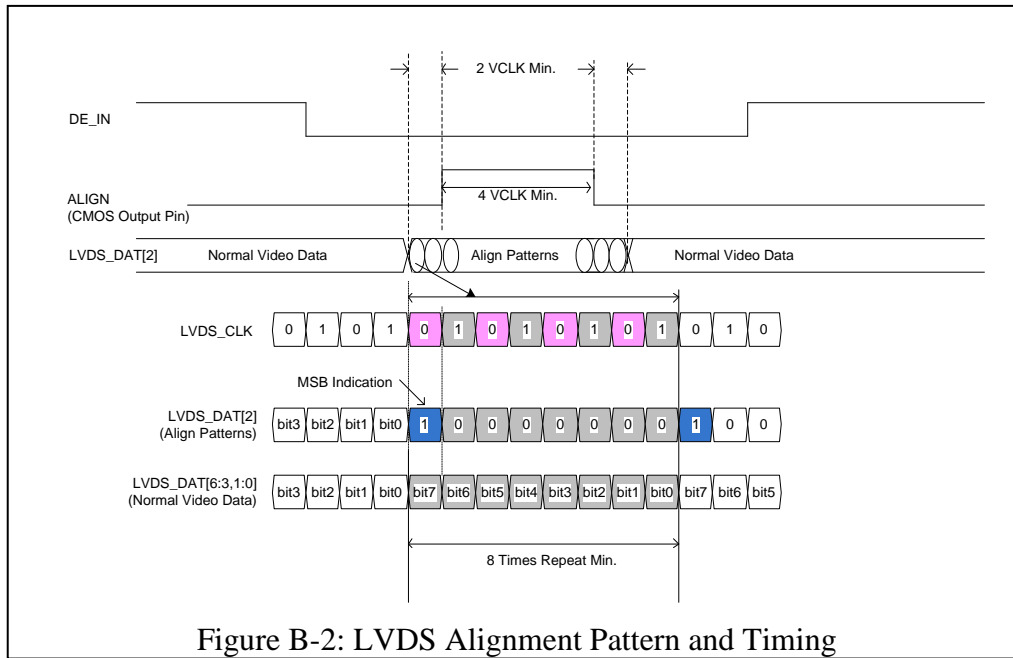 2 VCLK Min.
DE_IN
ALIGN
(CMOS Output Pin)
4 VCLK Min.
LVDS_DAT[2]
Normal Video Data
Align Patterns
Normal Video Data
LVDS_CLK
0 1 0 1 0 1 0 1 0 1 0 1 0 1 0
MSB Indication
LVDS_DAT[2]
(Align Patterns)
bit3 bit2 bit1 bit0 1 0 0 0 0 0 0 0 1 0 0
LVDS_DAT[6:3,1:0]
(Normal Video Data)
bit3 bit2 bit1 bit0 bit7 bit6 bit5 bit4 bit3 bit2 bit1 bit0 bit7 bit6 bit5
8 Times Repeat Min.
Figure B-2: LVDS Alignment Pattern and Timing